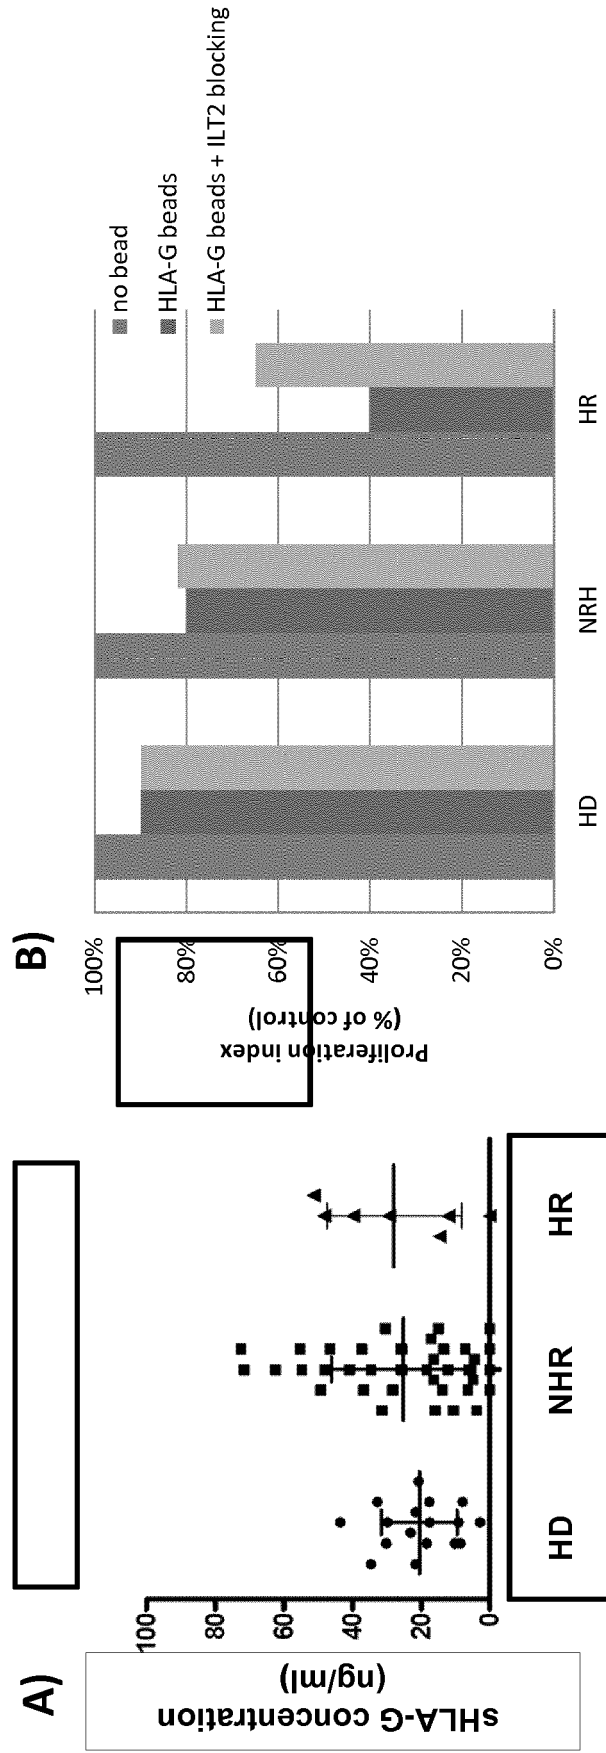 A)
sHLA-G concentration
(ng/ml)
100
80
60
40
20
0
HD
NHR
HR
B)
Proliferation index
(% of control)
100%
80%
60%
40%
20%
0%
HD
NRH
HR
no bead
HLA-G beads
HLA-G beads + ILT2 blocking